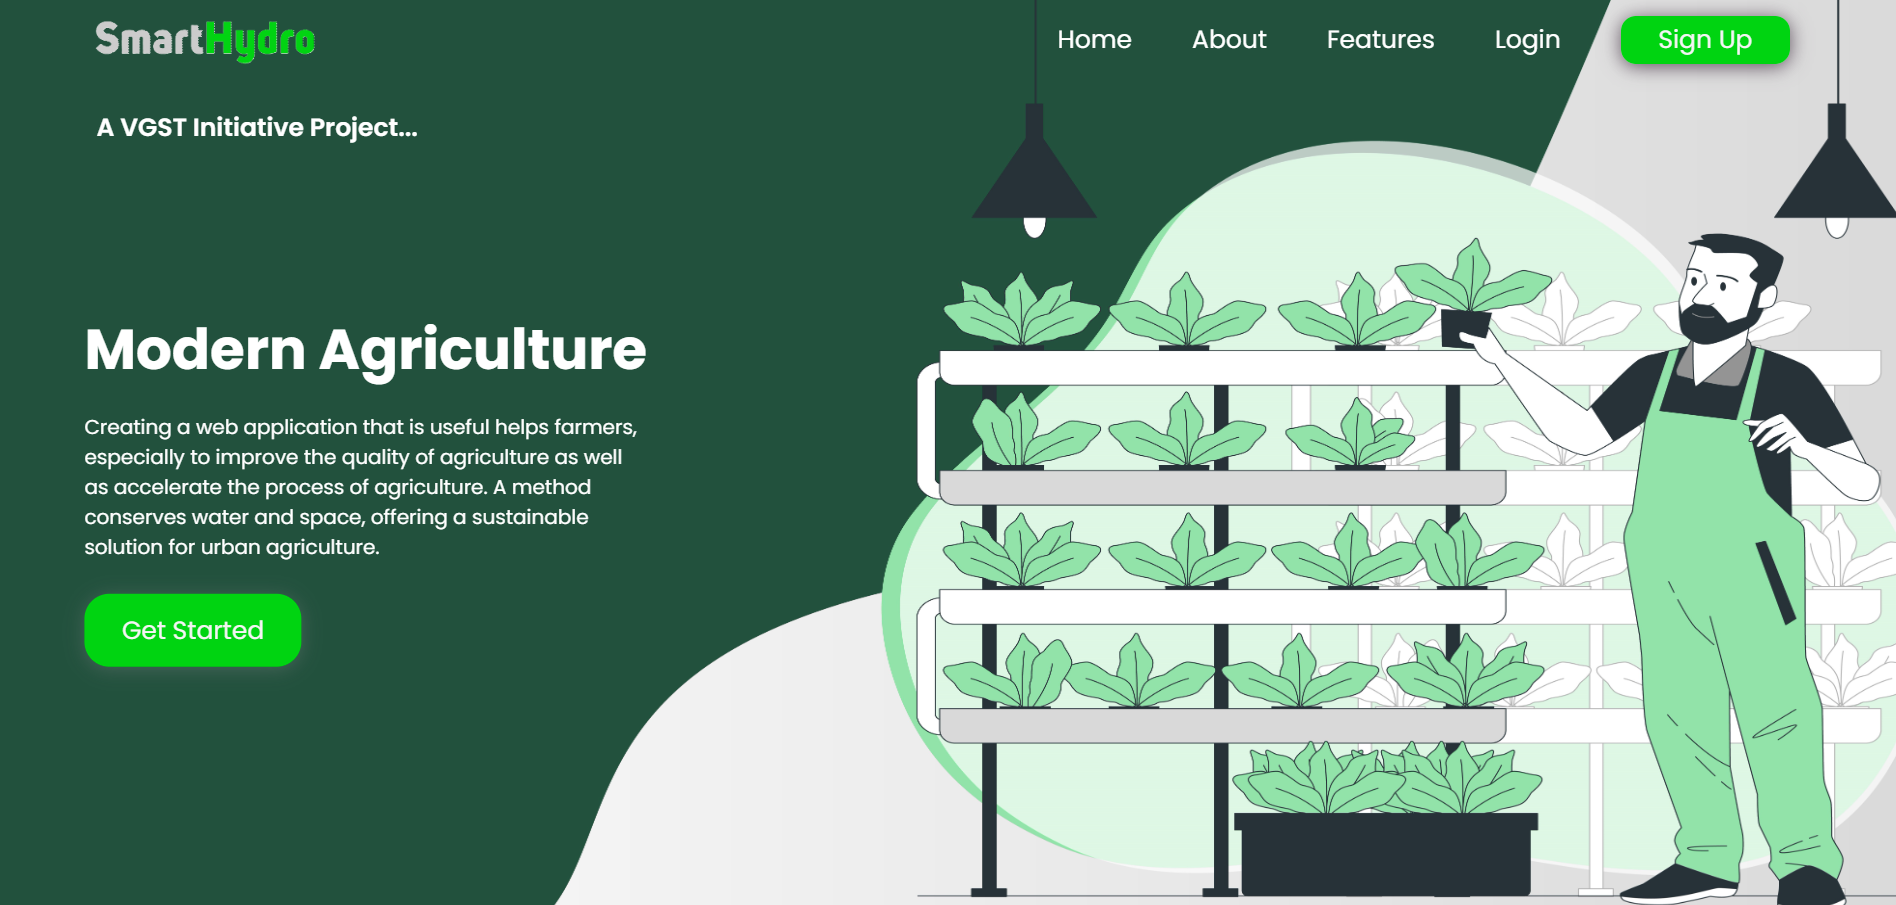 SmartHydro
Home About Features Login Sign Up
A VGST Initiative Project...
Modern Agriculture
Creating a web application that is useful helps farmers,
especially to improve the quality of agriculture as well
as accelerate the process of agriculture. A method
conserves water and space, offering a sustainable
solution for urban agriculture.
Get Started